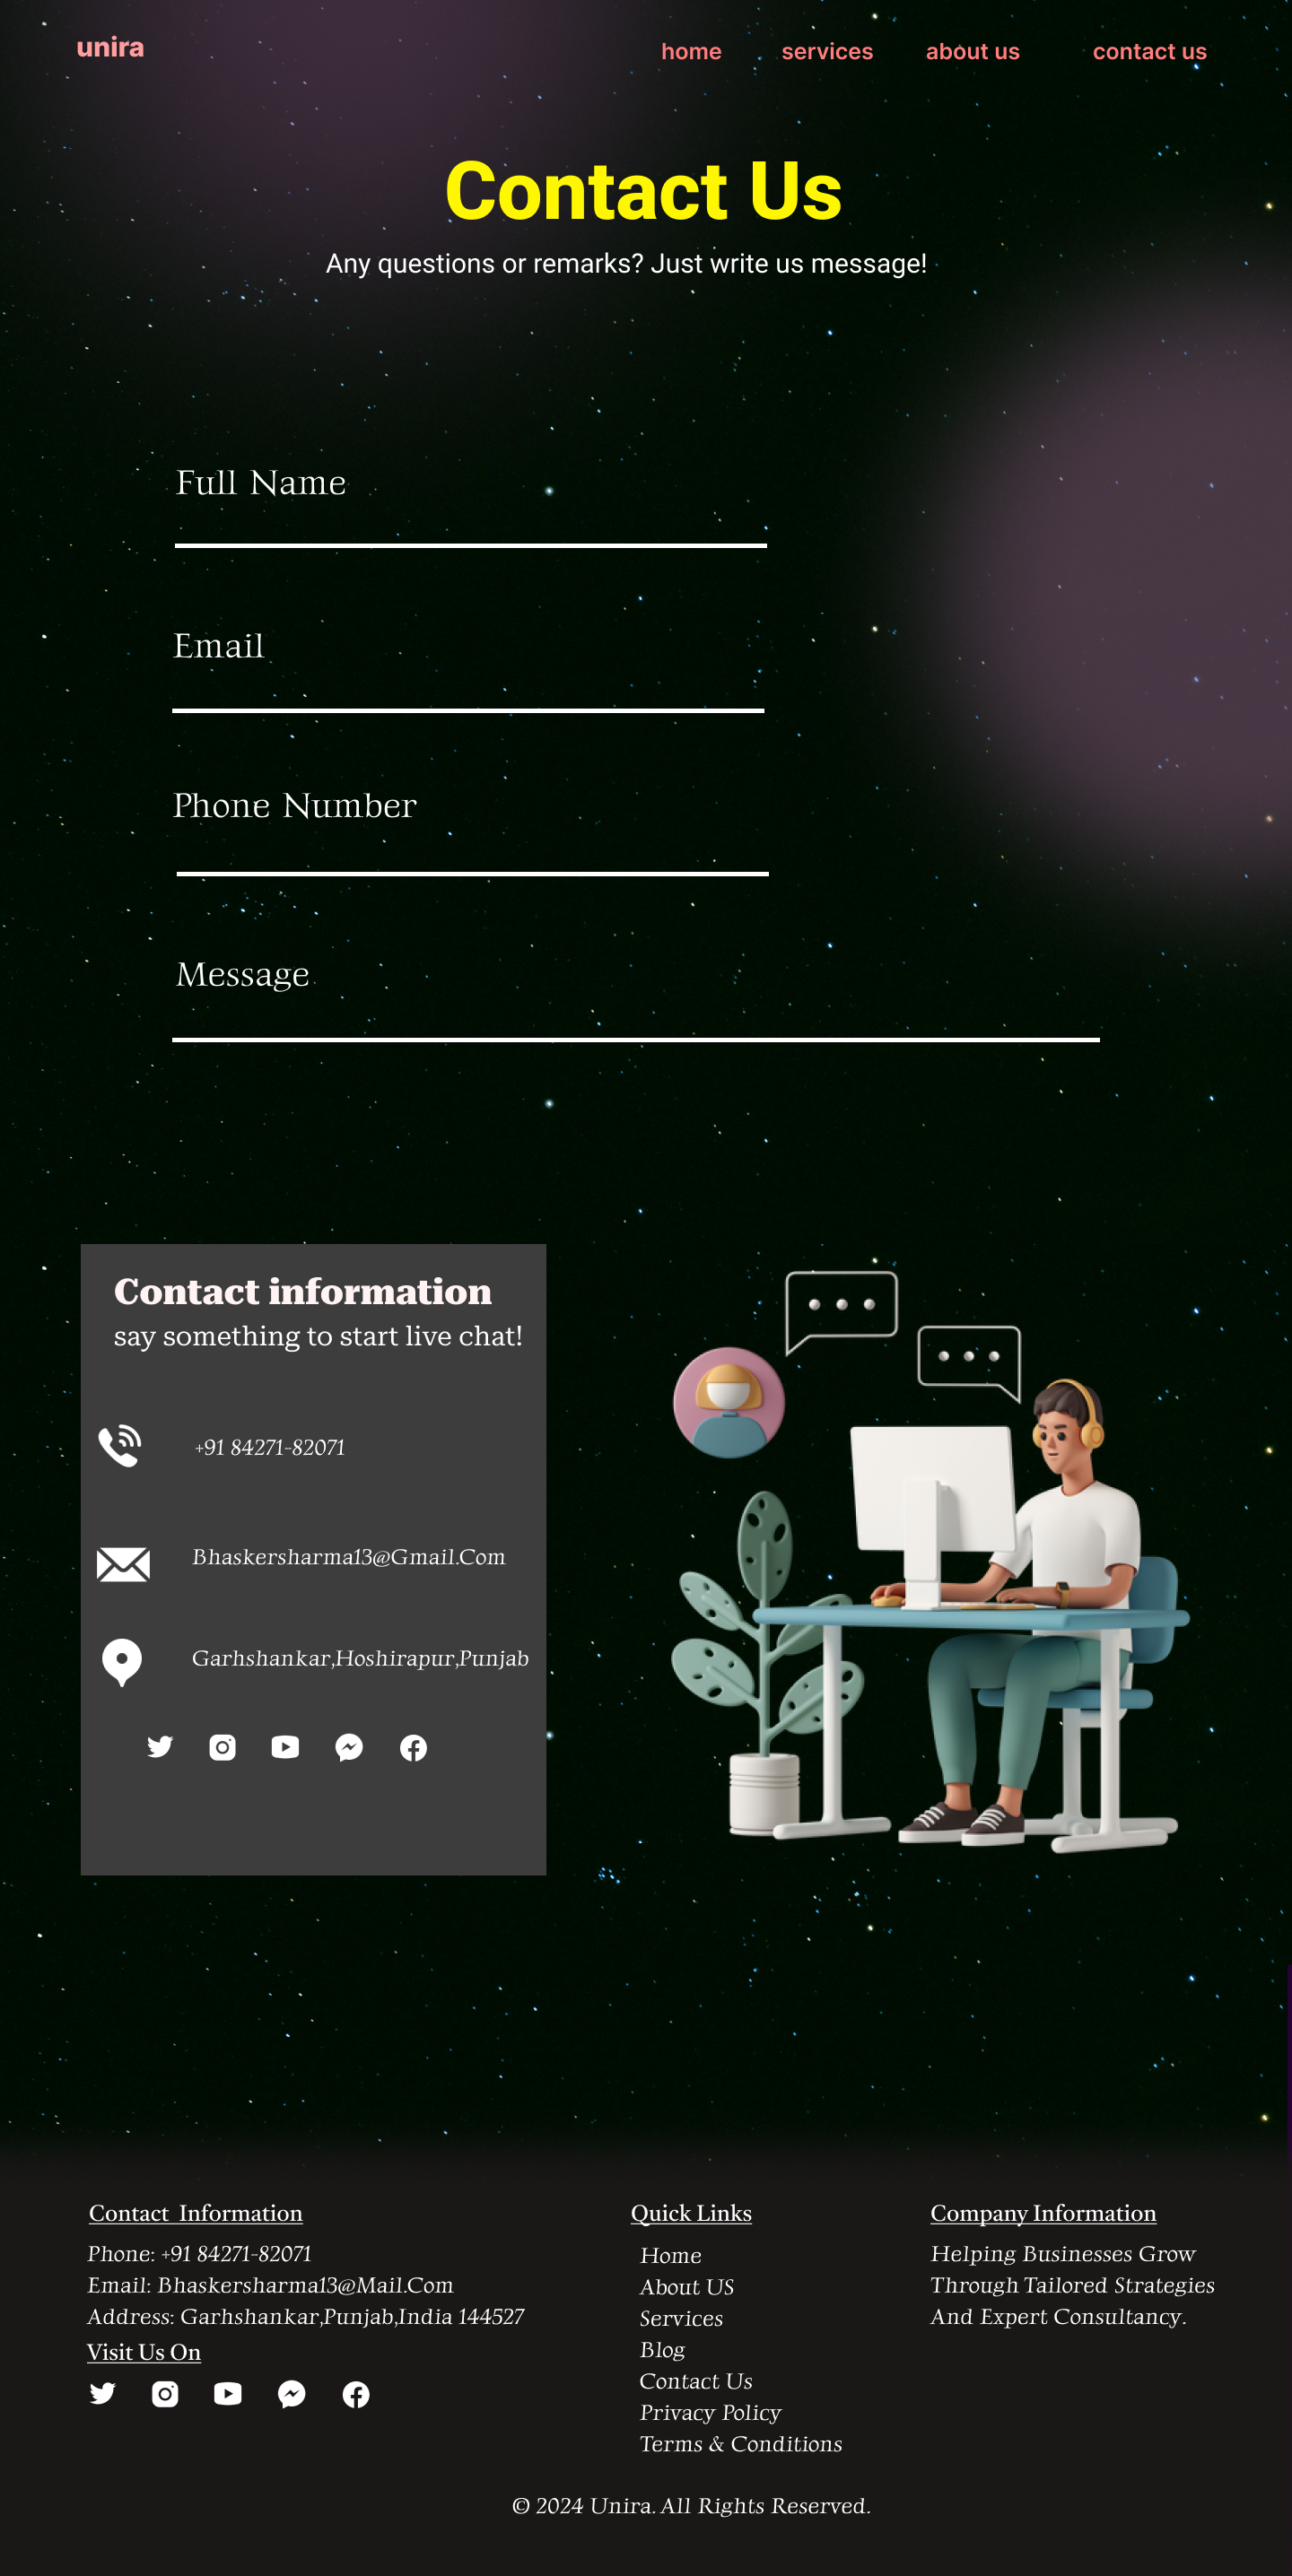 unira
home services about us contact us
Contact Us
Any questions or remarks? Just write us message!
Full Name
Email
Phone Number
Message
Contact information
say something to start live chat!
+91 84271-82071
Bhaskersharma13@Gmail.Com
Garhshankar,Hoshirapur,Punjab
Contact Information
Phone: +91 84271-82071
Email: Bhaskersharma13@Mail.Com
Address: Garhshankar,Punjab,India 144527
Visit Us On
Quick Links
Home
About US
Services
Blog
Contact Us
Privacy Policy
Terms & Conditions
Company Information
Helping Businesses Grow
Through Tailored Strategies
And Expert Consultancy.
© 2024 Unira. All Rights Reserved.